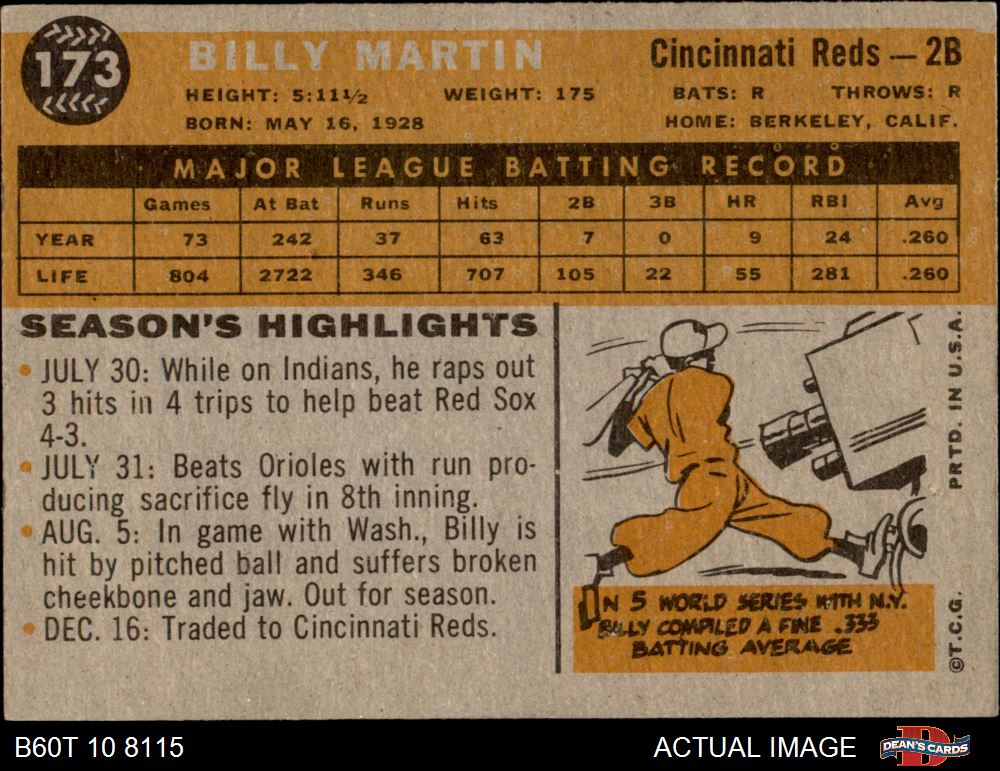 173
BILLY MARTIN
Cincinnati Reds — 2B
HEIGHT: 5:11½ WEIGHT: 175 BATS: R THROWS: R
BORN: MAY 16, 1928 HOME: BERKELEY, CALIF.
MAJOR LEAGUE BATTING RECORD
Games At Bat Runs Hits 2B 3B HR RBI Avg
YEAR 73 242 37 63 7 0 9 24 .260
LIFE 804 2722 346 707 105 22 55 281 .260
SEASON'S HIGHLIGHTS
• JULY 30: While on Indians, he raps out
3 hits in 4 trips to help beat Red Sox
4-3.
• JULY 31: Beats Orioles with run pro-
ducing sacrifice fly in 8th inning.
• AUG. 5: In game with Wash., Billy is
hit by pitched ball and suffers broken
cheekbone and jaw. Out for season.
• DEC. 16: Traded to Cincinnati Reds.
IN 5 WORLD SERIES WITH N.Y.
BILLY COMPILED A FINE .333
BATTING AVERAGE
©T.C.G. PRTD. IN U.S.A.
B60T 10 8115 ACTUAL IMAGE DEAN'S CARDS